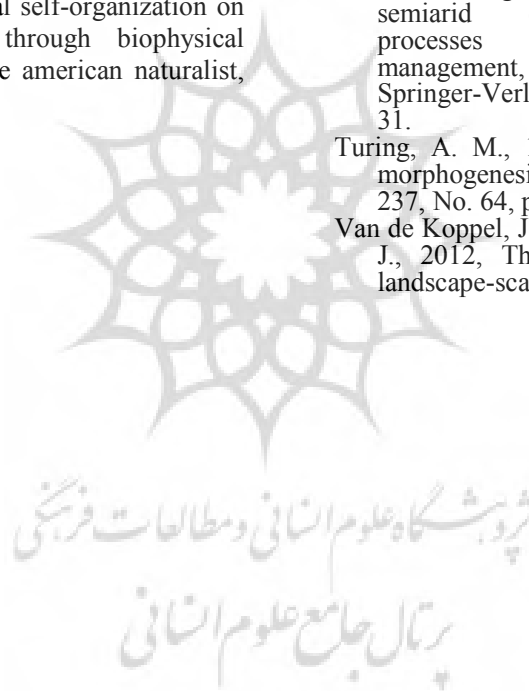 al self-organization on
through biophysical
e american naturalist,
semiarid
processes
management,
Springer-Verl
31.
Turing, A. M.,
morphogenesi
237, No. 64, p
Van de Koppel, J
J., 2012, Th
landscape-sca
پژوهشگاه علوم انسانی و مطالعات فرهنگی
پرتال جامع علوم انسانی